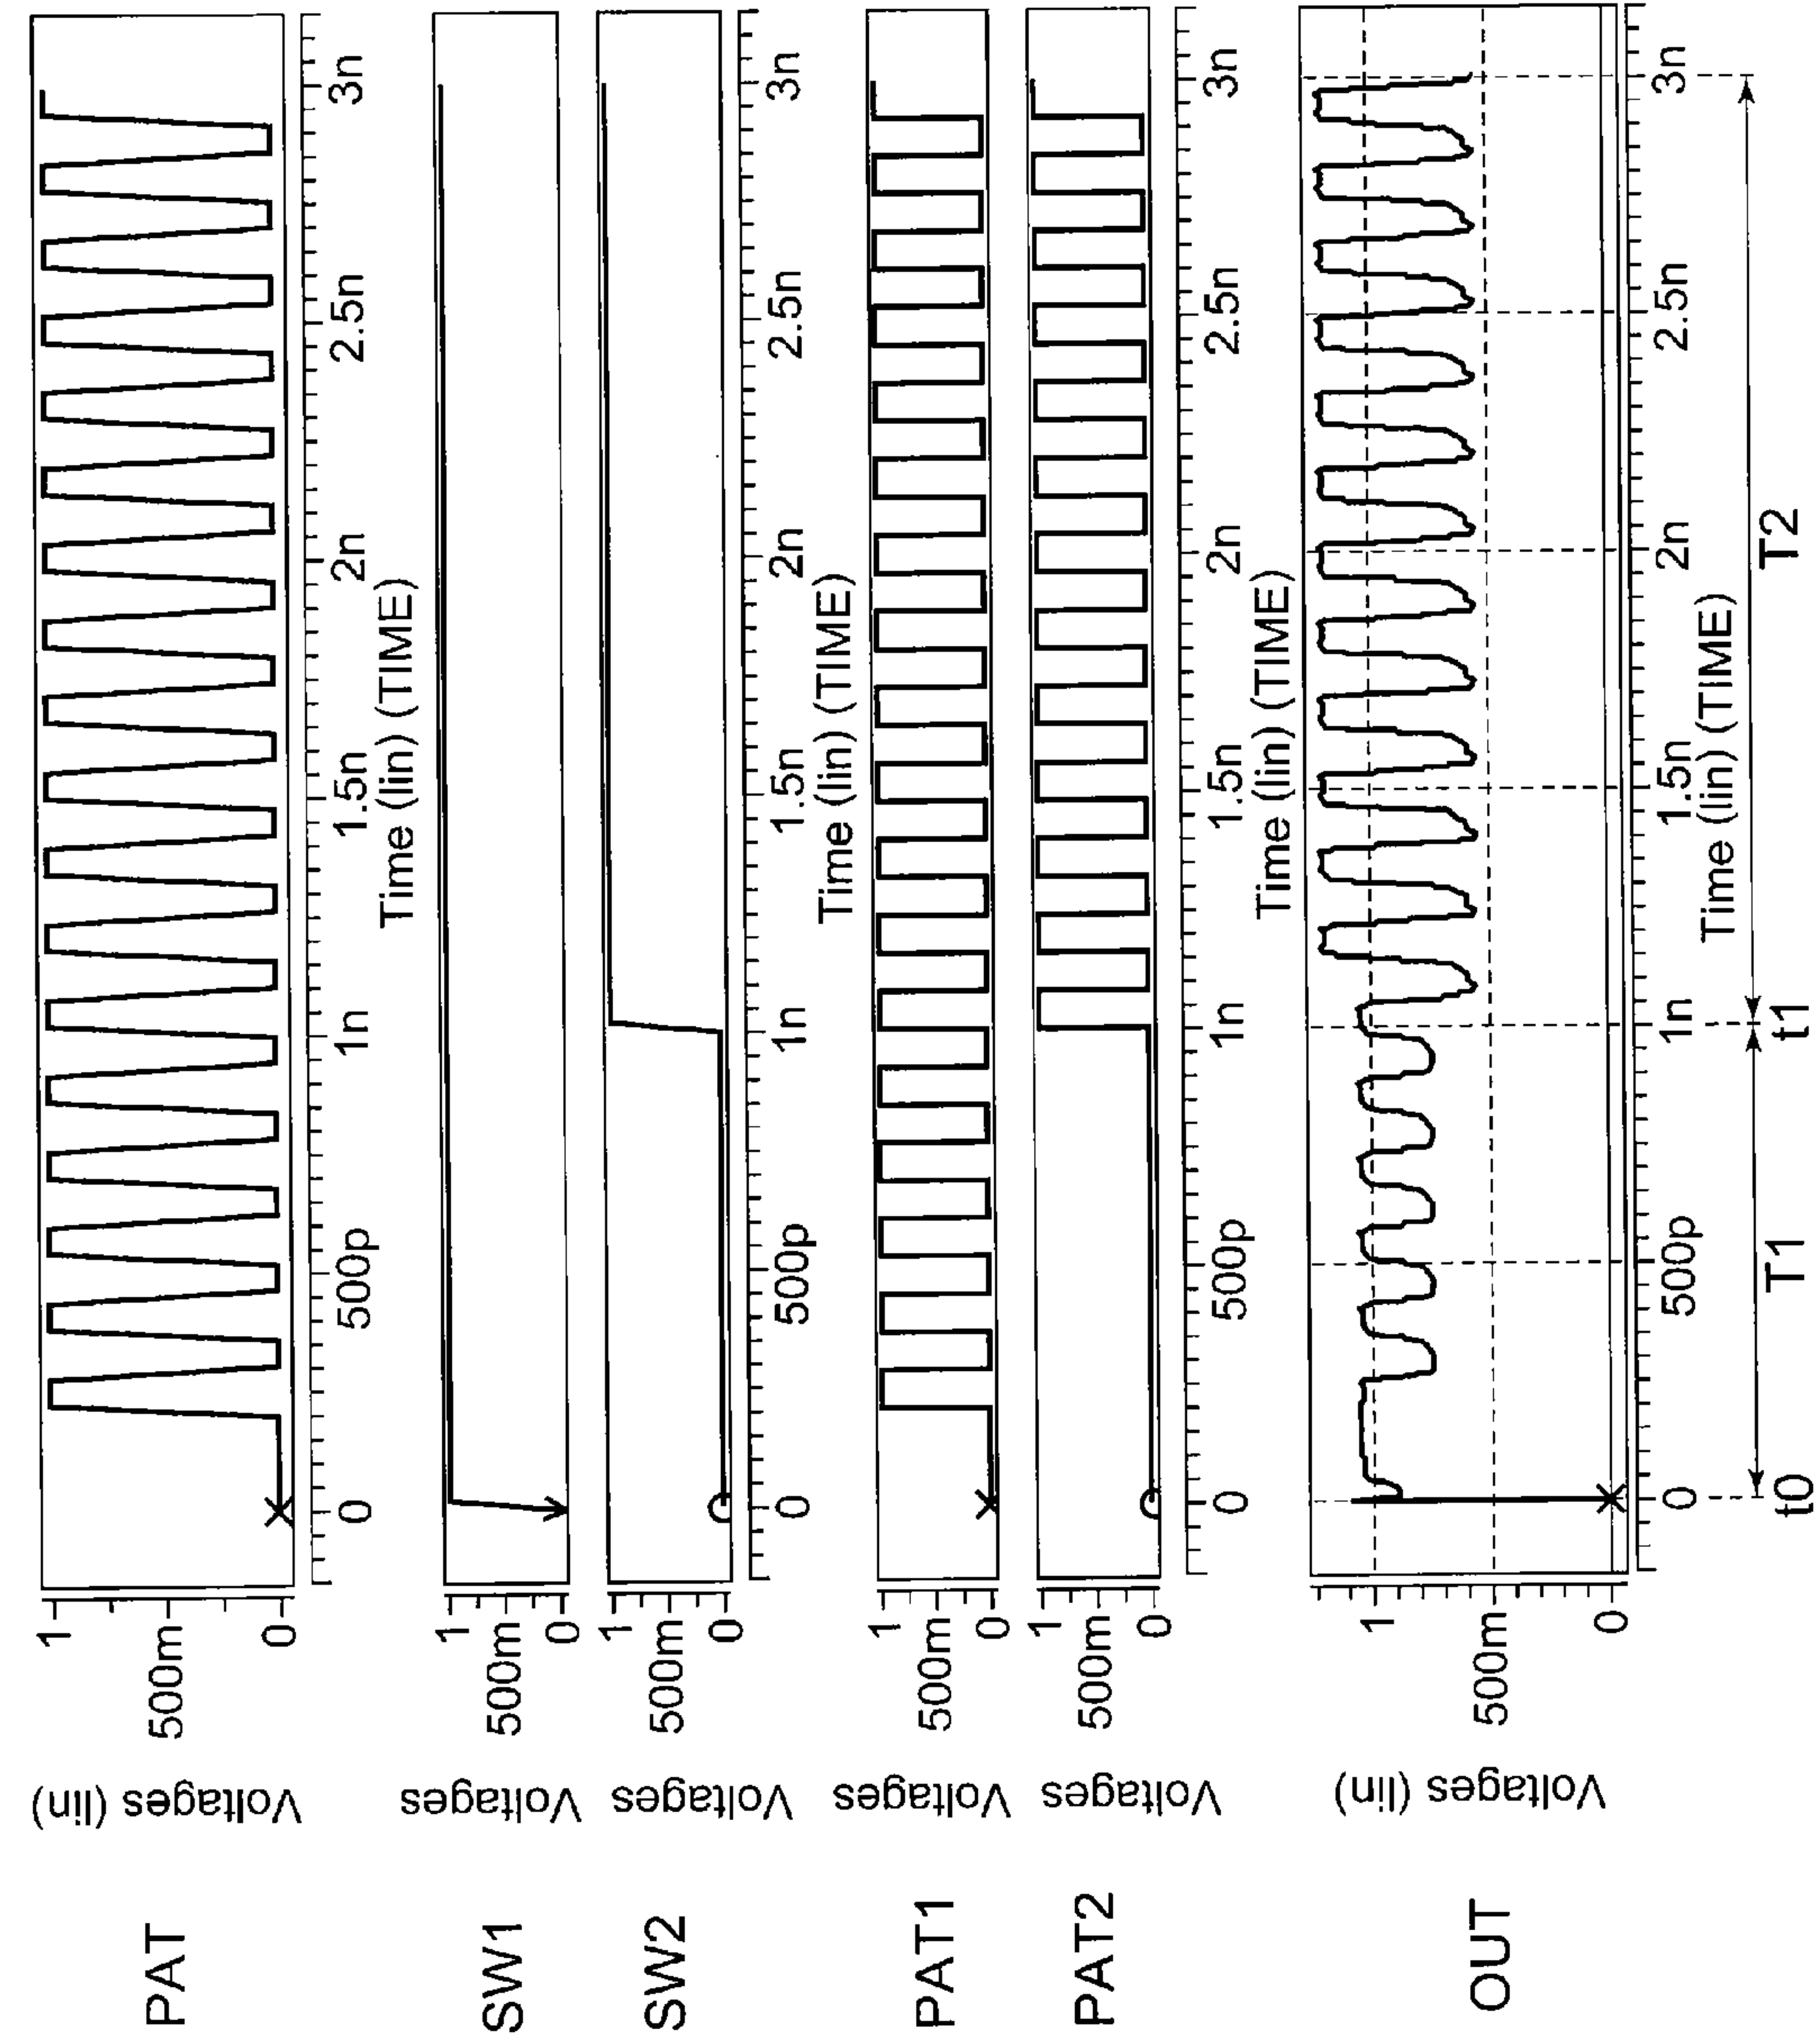 PAT
Voltages (lin)
1
500m
0
0
500p
1n
1.5n
2n
2.5n
3n
Time (lin) (TIME)
SW1
Voltages
1
500m
0
SW2
Voltages
1
500m
0
0
500p
1n
1.5n
2n
2.5n
3n
Time (lin) (TIME)
PAT1
Voltages
1
500m
0
PAT2
Voltages
1
500m
0
0
500p
1n
1.5n
2n
2.5n
3n
Time (lin) (TIME)
OUT
Voltages (lin)
1
500m
0
0
500p
1n
1.5n
2n
2.5n
3n
Time (lin) (TIME)
t0
T1
t1
T2